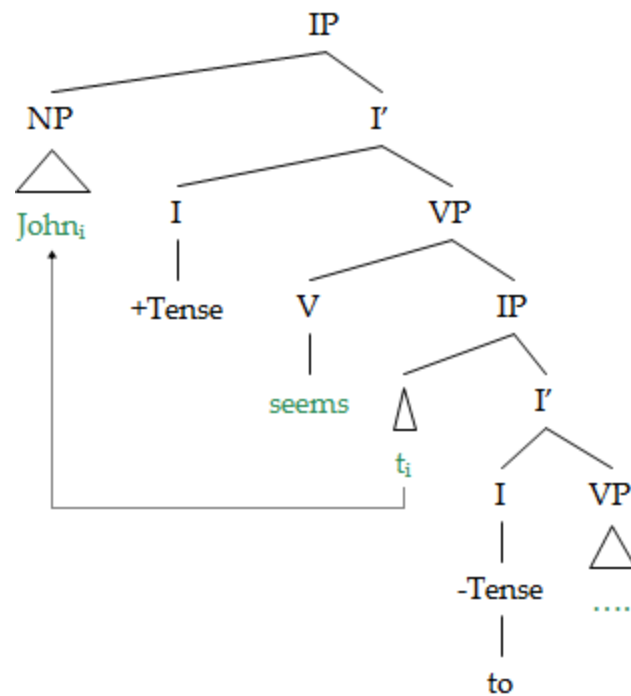 IP
NP I’
Johni I VP
+Tense V IP
seems I’
ti I VP
-Tense ....
to